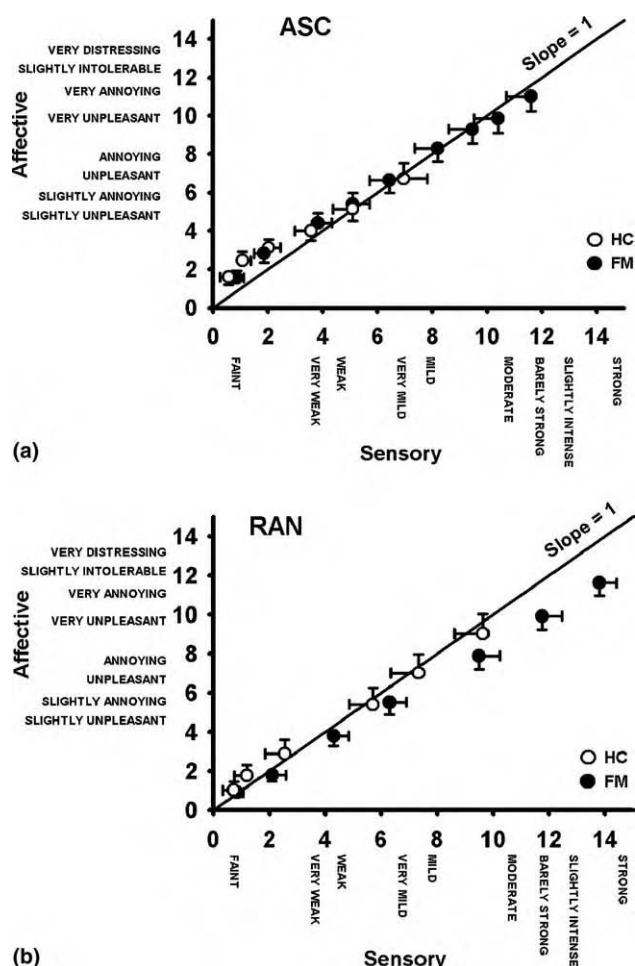 ASC
Slope = 1
14
12
10
8
6
4
2
0
VERY DISTRESSING
SLIGHTLY INTOLERABLE
VERY ANNOYING
VERY UNPLEASANT
ANNOYING
UNPLEASANT
SLIGHTLY ANNOYING
SLIGHTLY UNPLEASANT
Affective
HC
FM
0 2 4 6 8 10 12 14
FAINT
VERY WEAK
WEAK
VERY MILD
MILD
MODERATE
BARELY STRONG
SLIGHTLY INTENSE
STRONG
Sensory
(a)
RAN
Slope = 1
14
12
10
8
6
4
2
0
VERY DISTRESSING
SLIGHTLY INTOLERABLE
VERY ANNOYING
VERY UNPLEASANT
ANNOYING
UNPLEASANT
SLIGHTLY ANNOYING
SLIGHTLY UNPLEASANT
Affective
HC
FM
0 2 4 6 8 10 12 14
FAINT
VERY WEAK
WEAK
VERY MILD
MILD
MODERATE
BARELY STRONG
SLIGHTLY INTENSE
STRONG
Sensory
(b)